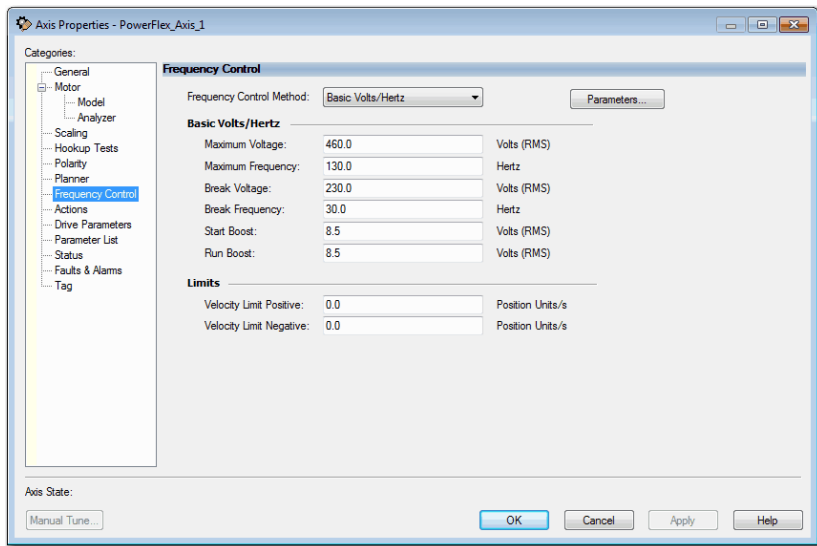 Axis Properties - PowerFlex_Axis_1
Categories:
General
Motor
Model
Analyzer
Scaling
Hookup Tests
Polarity
Planner
Frequency Control
Actions
Drive Parameters
Parameter List
Status
Faults & Alarms
Tag
Frequency Control
Frequency Control Method: Basic Volts/Hertz Parameters...
Basic Volts/Hertz
Maximum Voltage: 460.0 Volts (RMS)
Maximum Frequency: 130.0 Hertz
Break Voltage: 230.0 Volts (RMS)
Break Frequency: 30.0 Hertz
Start Boost: 8.5 Volts (RMS)
Run Boost: 8.5 Volts (RMS)
Limits
Velocity Limit Positive: 0.0 Position Units/s
Velocity Limit Negative: 0.0 Position Units/s
Axis State:
Manual Tune... OK Cancel Apply Help